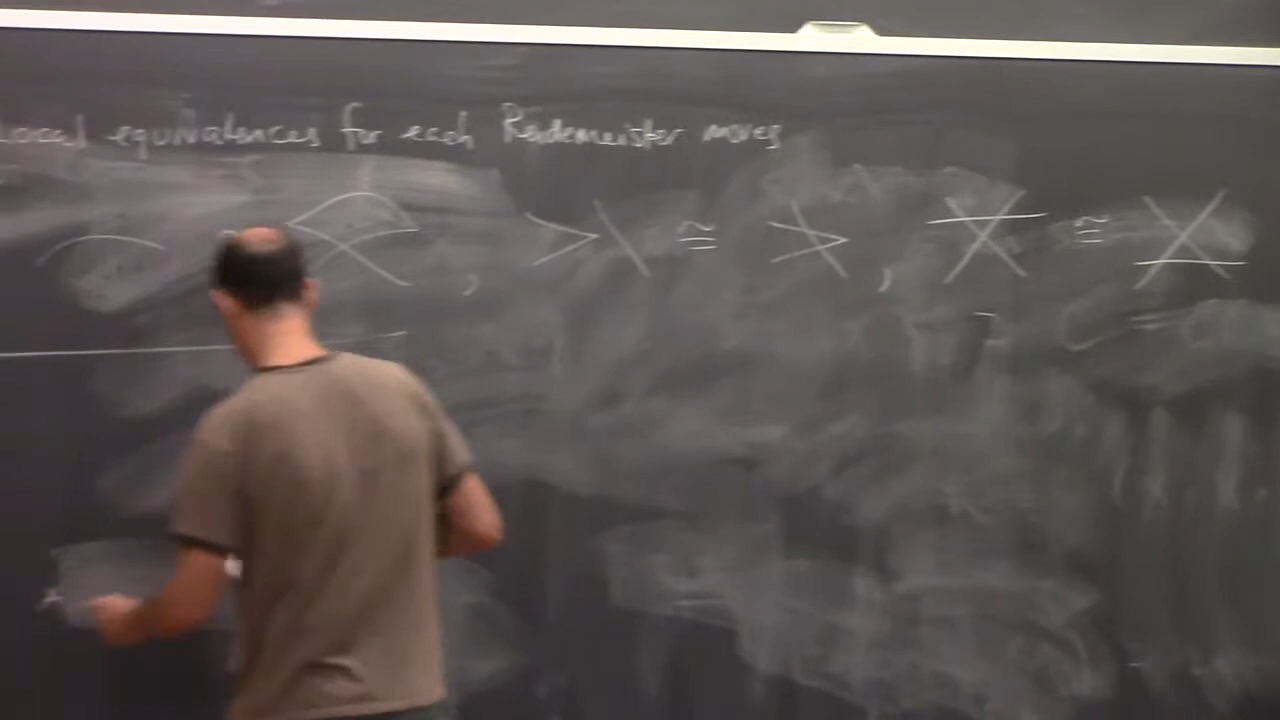 Local equivalences for each Reidemeister moves
, ≅ , ≅